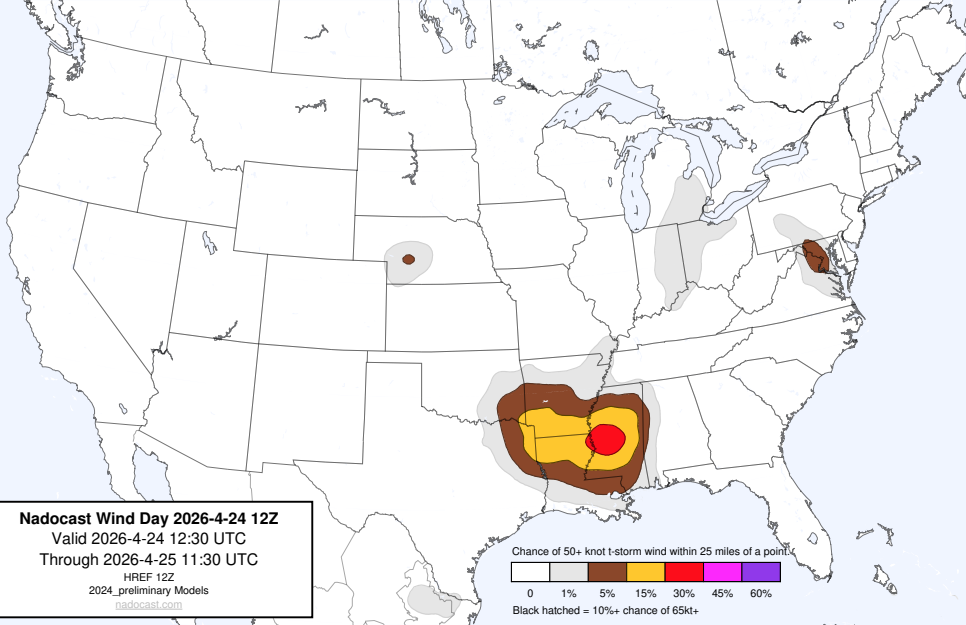 Nadocast Wind Day 2026-4-24 12Z
Valid 2026-4-24 12:30 UTC
Through 2026-4-25 11:30 UTC
HREF 12Z
2024_preliminary Models
nadocast.com
Chance of 50+ knot t-storm wind within 25 miles of a point.
0 1% 5% 15% 30% 45% 60%
Black hatched = 10%+ chance of 65kt+